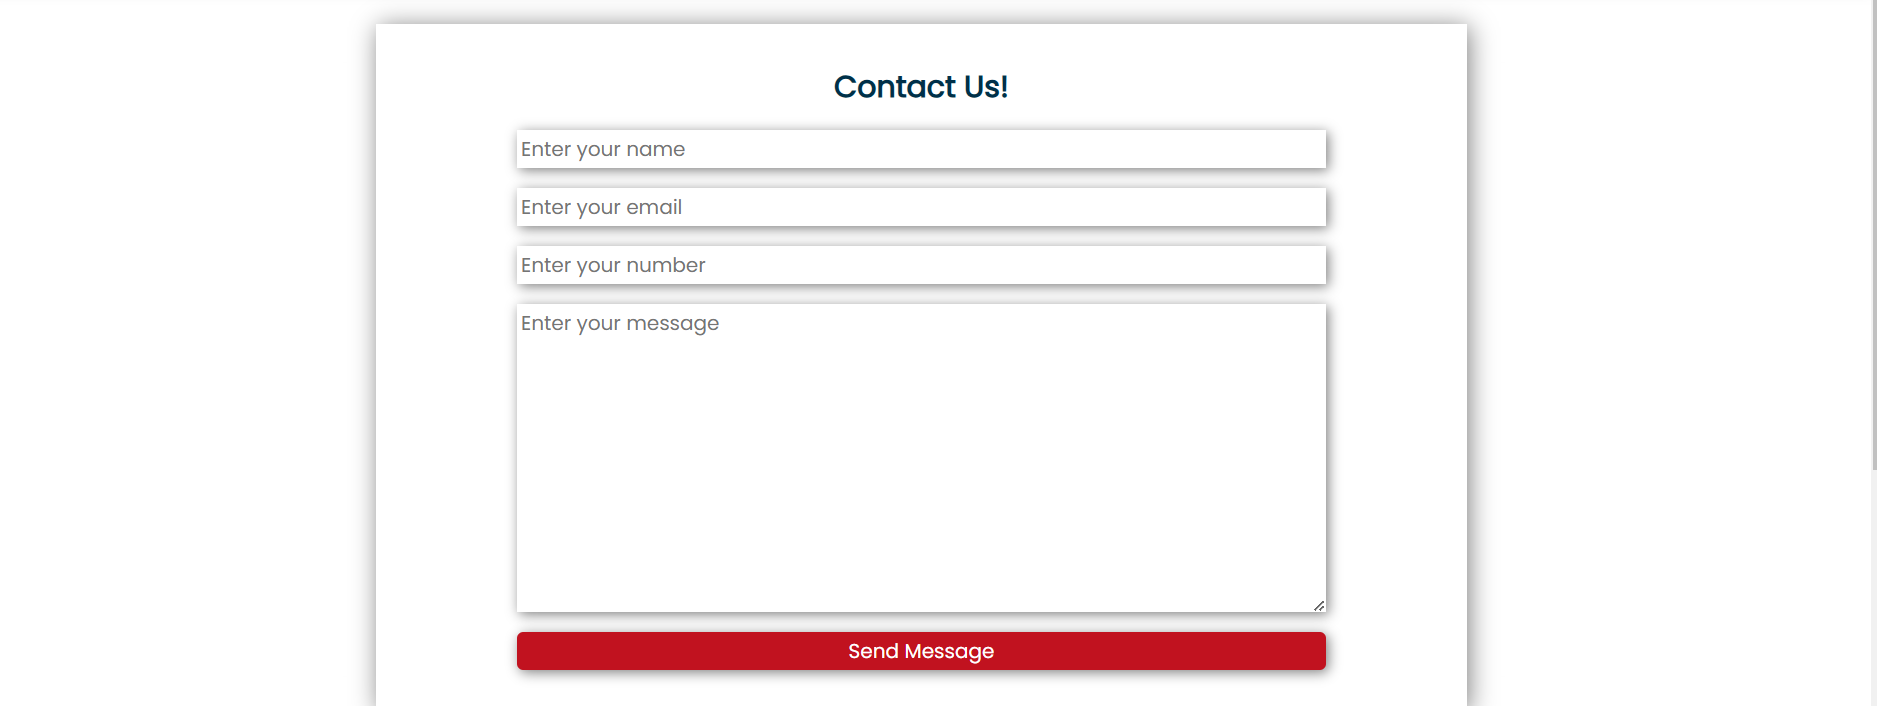 Contact Us!
Enter your name
Enter your email
Enter your number
Enter your message
Send Message